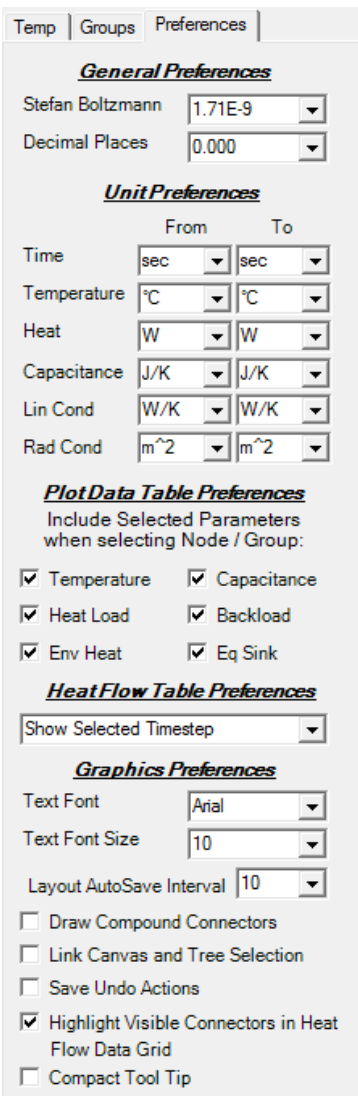 Temp Groups Preferences
General Preferences
Stefan Boltzmann 1.71E-9
Decimal Places 0.000
Unit Preferences
From To
Time sec sec
Temperature °C °C
Heat W W
Capacitance J/K J/K
Lin Cond W/K W/K
Rad Cond m^2 m^2
Plot Data Table Preferences
Include Selected Parameters
when selecting Node / Group:
Temperature Capacitance
Heat Load Backload
Env Heat Eq Sink
Heat Flow Table Preferences
Show Selected Timestep
Graphics Preferences
Text Font Arial
Text Font Size 10
Layout AutoSave Interval 10
Draw Compound Connectors
Link Canvas and Tree Selection
Save Undo Actions
Highlight Visible Connectors in Heat
Flow Data Grid
Compact Tool Tip